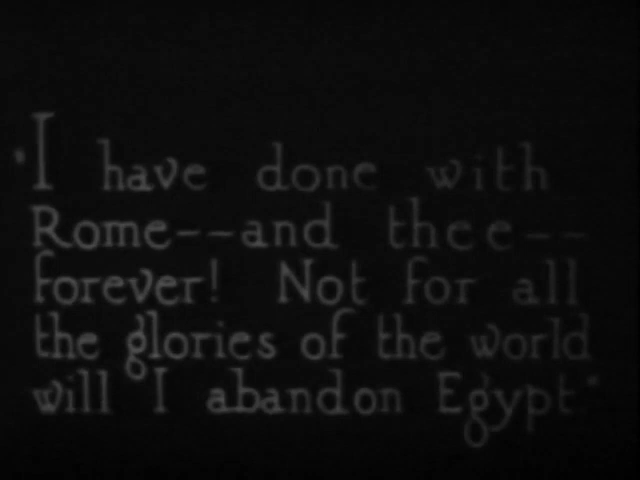 "I have done with
Rome--and thee--
forever! Not for all
the glories of the world
will I abandon Egypt."